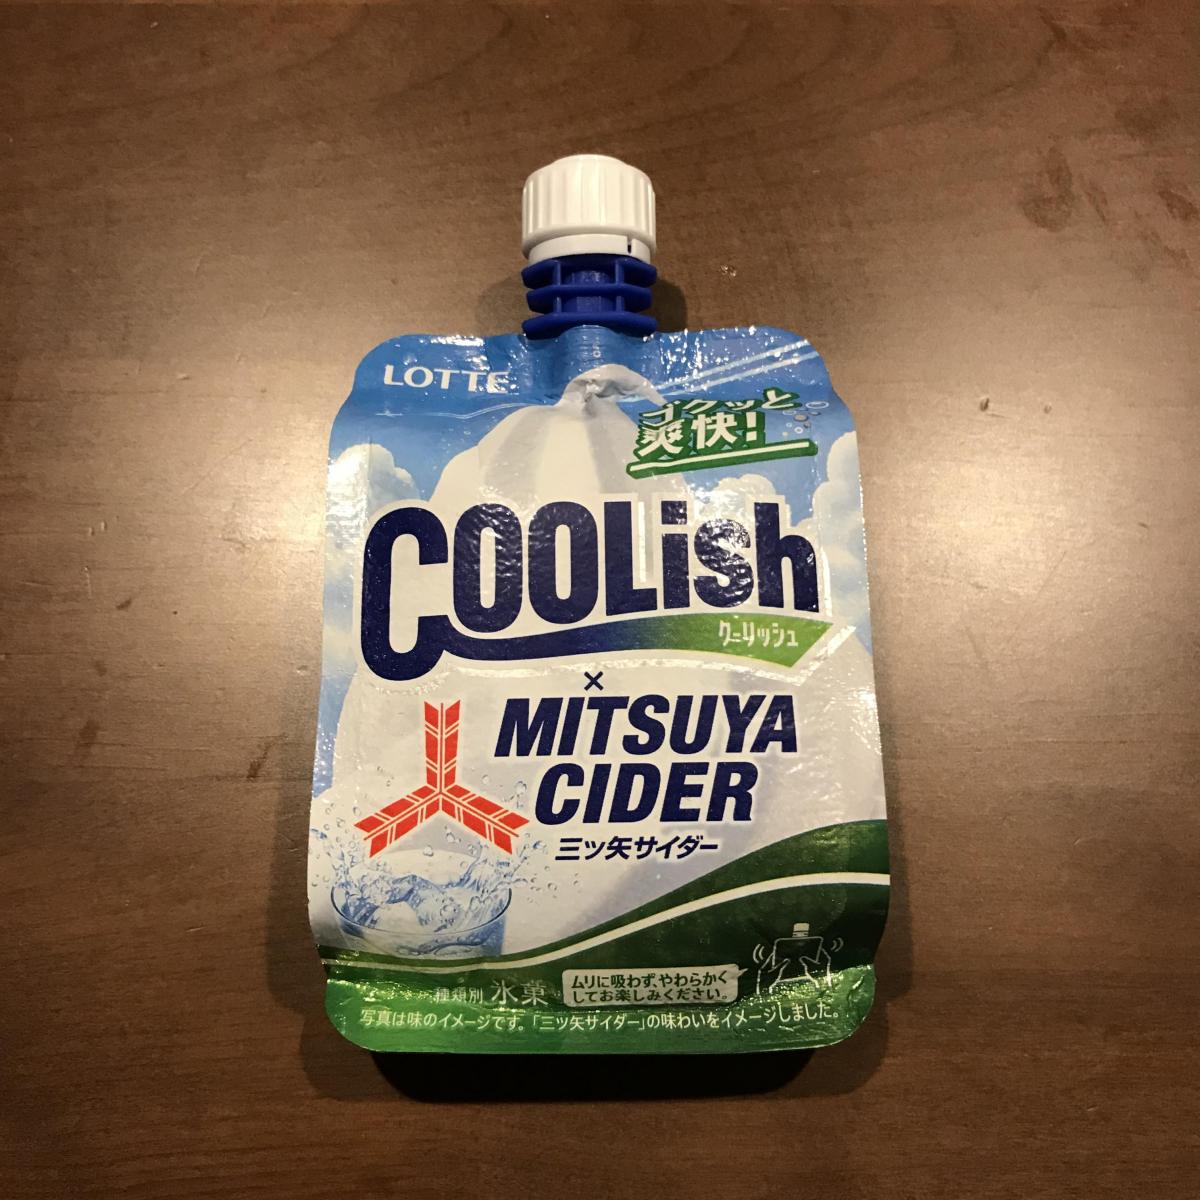 LOTTE
ゴクッと
爽快!
COOLish
クーリッシュ
×
MITSUYA
CIDER
三ツ矢サイダー
種類別 氷菓
ムリに吸わず、やわらかく
してお楽しみください。
写真は味のイメージです。「三ツ矢サイダー」の味わいをイメージしました。